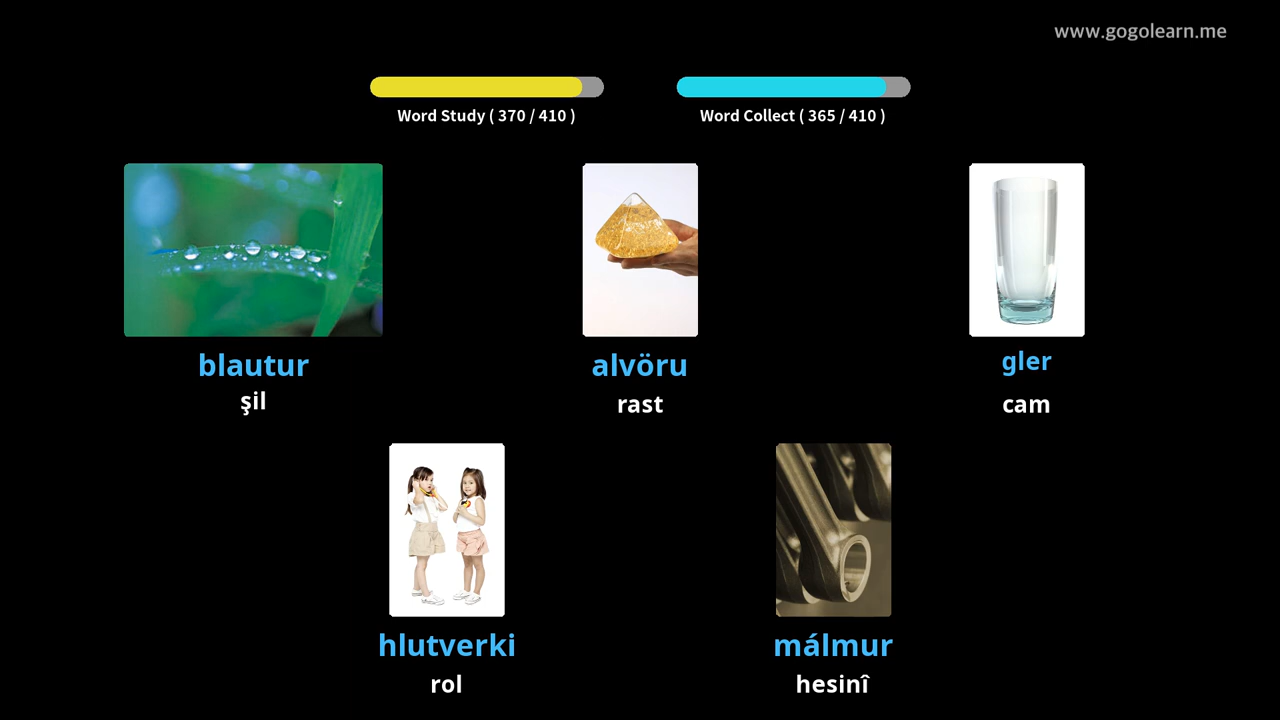 www.gogolearn.me
Word Study ( 370 / 410 )
Word Collect ( 365 / 410 )
blautur
şil
alvöru
rast
gler
cam
hlutverki
rol
málmur
hesinî